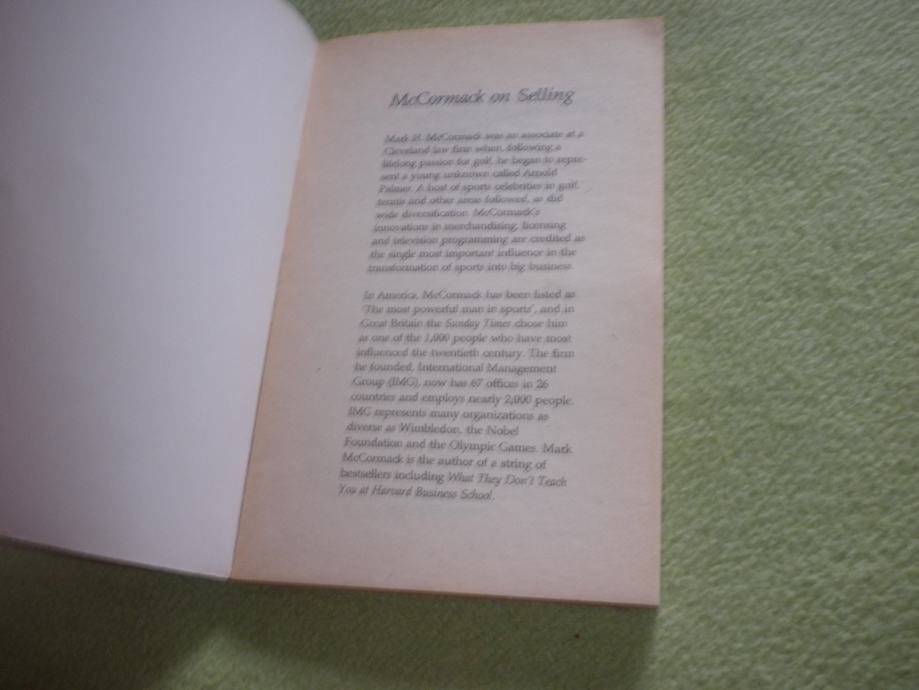 McCormack on Selling
Mark H. McCormack was an associate at a
Cleveland law firm when, following a
lifelong passion for golf, he began to repre-
sent a young unknown called Arnold
Palmer. A host of sports celebrities in golf,
tennis and other areas followed, as did
wide diversification. McCormack's
innovations in merchandising, licensing
and television programming are credited as
the single most important influence in the
transformation of sports into big business.
In America, McCormack has been listed as
'The most powerful man in sports', and in
Great Britain the Sunday Times chose him
as one of the 1,000 people who have most
influenced the twentieth century. The firm
he founded, International Management
Group (IMG), now has 67 offices in 26
countries and employs nearly 2,000 people.
IMG represents many organizations as
diverse as Wimbledon, the Nobel
Foundation and the Olympic Games. Mark
McCormack is the author of a string of
bestsellers including What They Don't Teach
You at Harvard Business School.